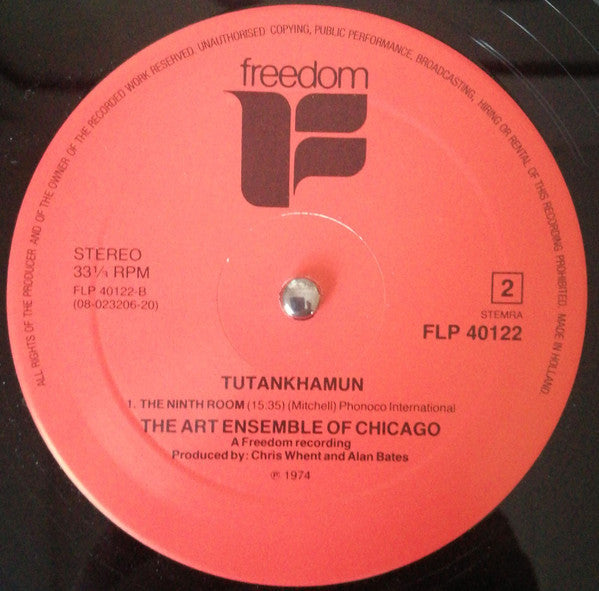 ALL RIGHTS OF THE PRODUCER AND OF THE OWNER OF THE RECORDED WORK RESERVED. UNAUTHORISED COPYING, PUBLIC PERFORMANCE, BROADCASTING, HIRING OR RENTAL OF THIS RECORDING PROHIBITED. MADE IN HOLLAND.
freedom
F
STEREO
33⅓ RPM
FLP 40122-B
(08-023206-20)
2
STEMRA
FLP 40122
TUTANKHAMUN
1. THE NINTH ROOM (15:35) (Mitchell) Phonoco International
THE ART ENSEMBLE OF CHICAGO
A Freedom recording
Produced by: Chris Whent and Alan Bates
℗ 1974